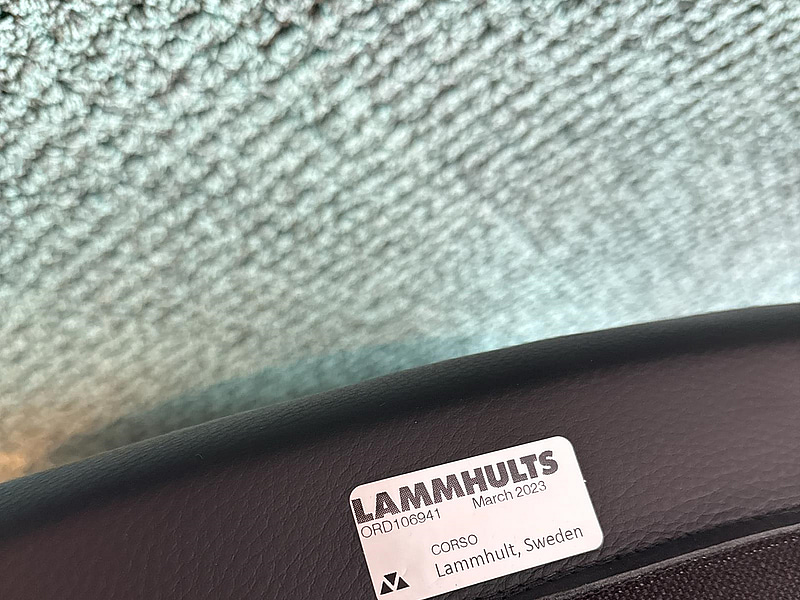 LAMMHULTS
ORD106941 March 2023
CORSO
Lammhult, Sweden